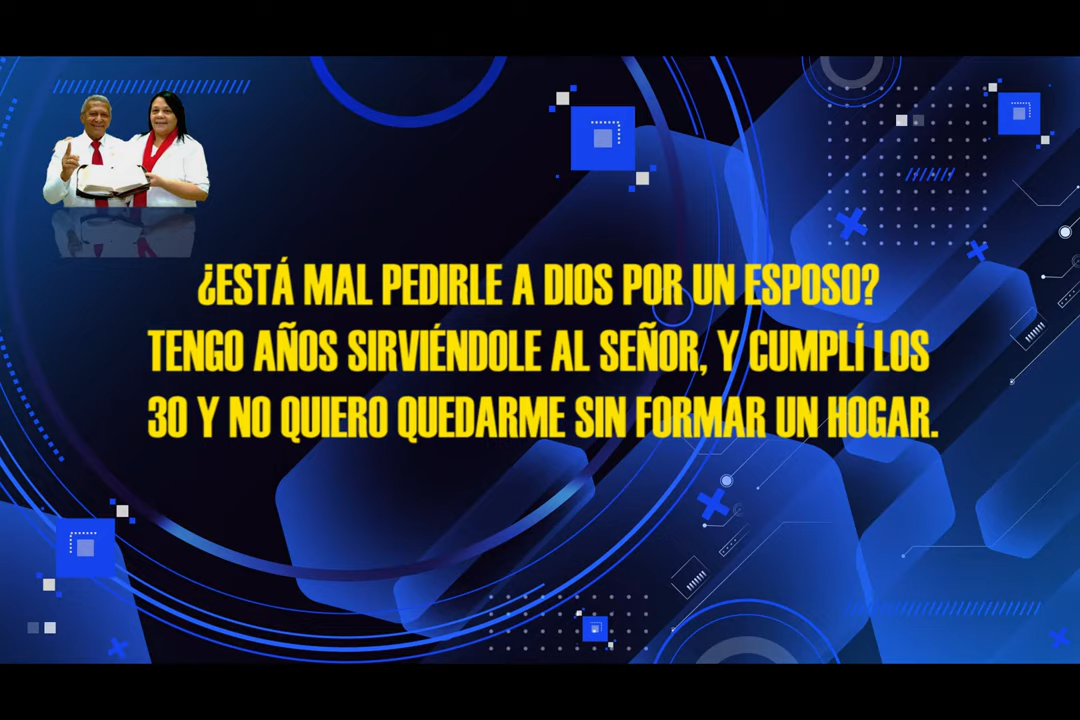 ¿ESTÁ MAL PEDIRLE A DIOS POR UN ESPOSO?
TENGO AÑOS SIRVIÉNDOLE AL SEÑOR, Y CUMPLÍ LOS
30 Y NO QUIERO QUEDARME SIN FORMAR UN HOGAR.